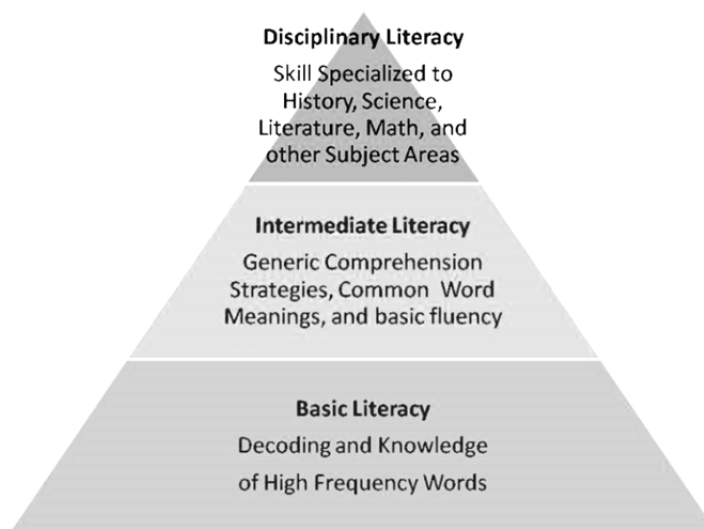 Disciplinary Literacy
Skill Specialized to
History, Science,
Literature, Math, and
other Subject Areas
Intermediate Literacy
Generic Comprehension
Strategies, Common Word
Meanings, and basic fluency
Basic Literacy
Decoding and Knowledge
of High Frequency Words